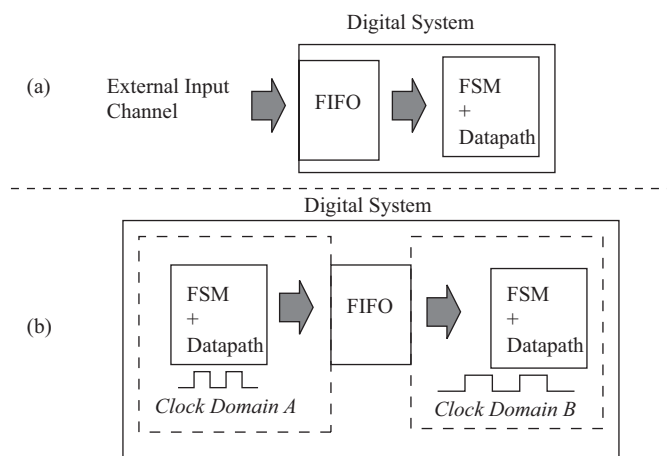 Digital System
(a)
External Input
Channel
FIFO
FSM
+
Datapath
Digital System
(b)
FSM
+
Datapath
FIFO
FSM
+
Datapath
Clock Domain A
Clock Domain B